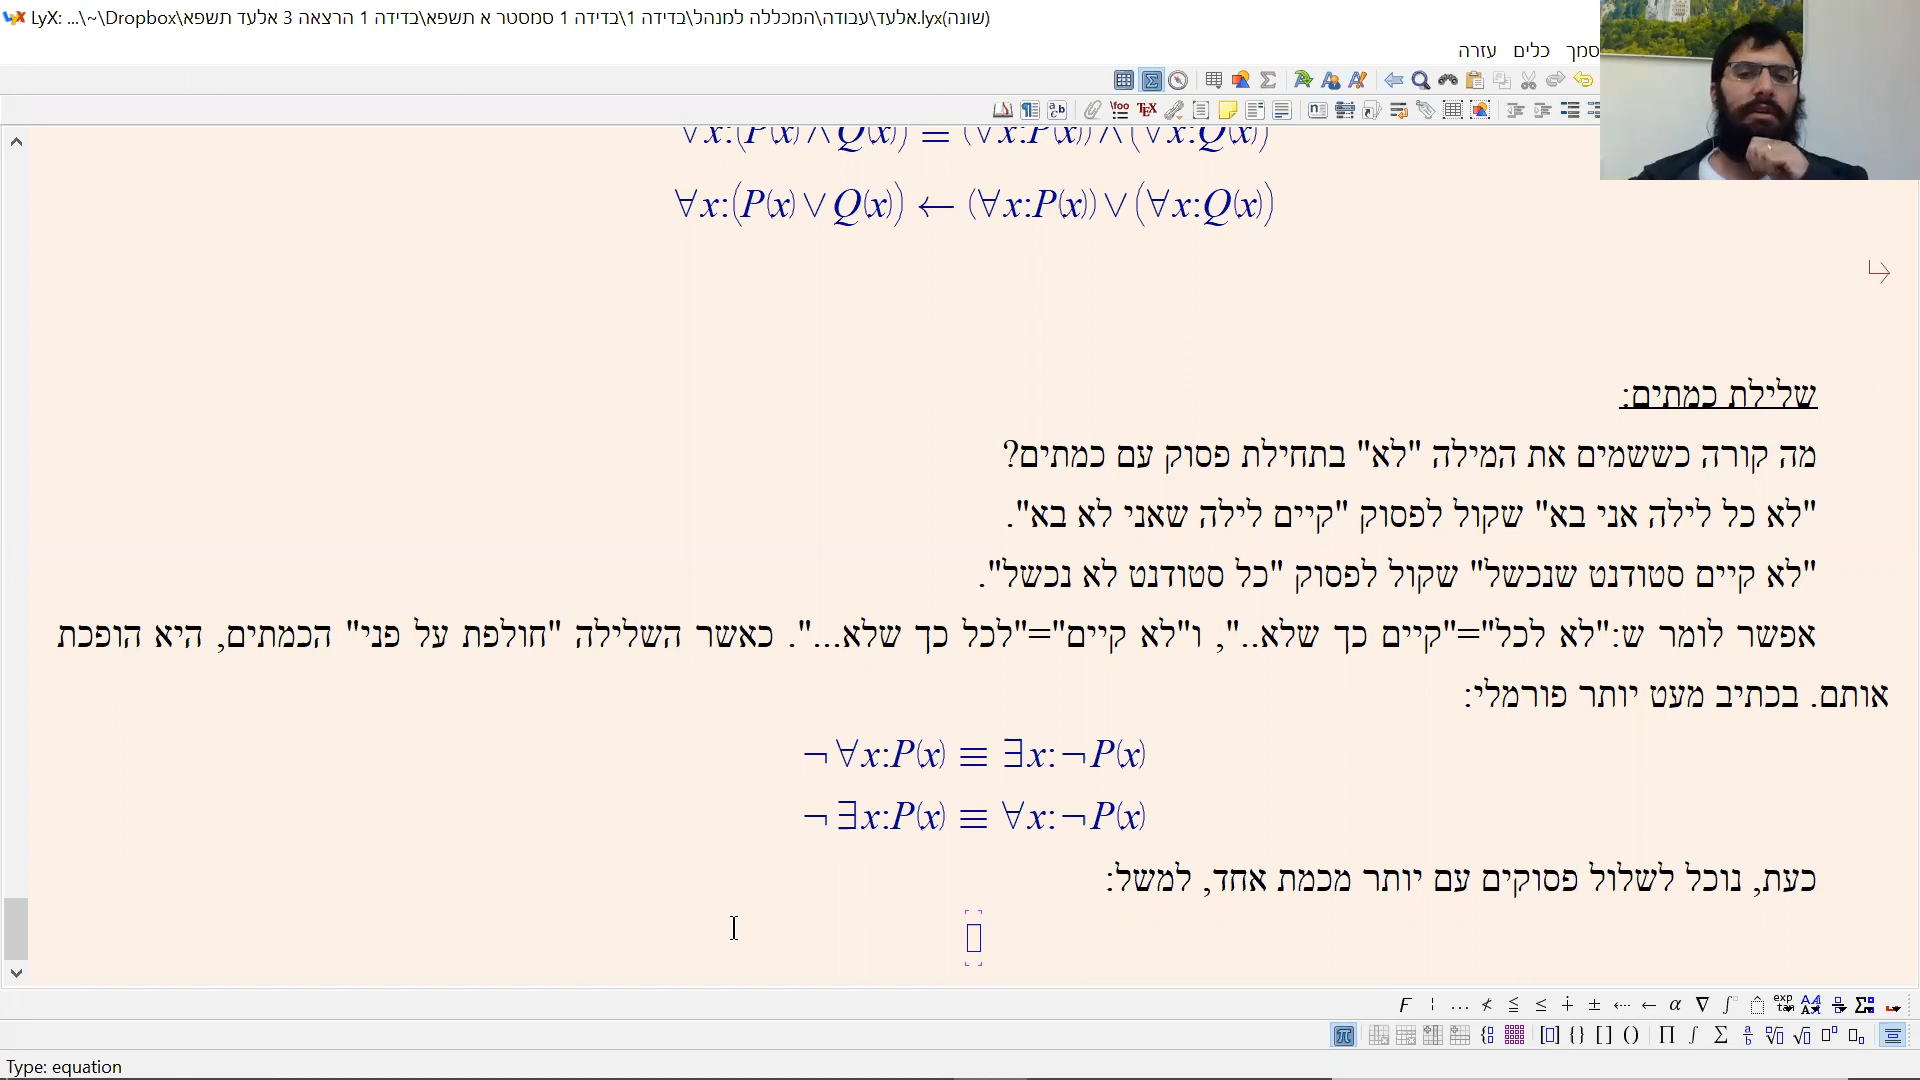 LyX: ...\~\Dropbox\אלעד\עבודה\המכללה למנהל\בדידה 1\בדידה 1 סמסטר א תשפא\בדידה 1 הרצאה 3 אלעד תשפא.lyx(שונה)
סמך כלים עזרה
∀x:(P(x)∧Q(x)) ≡ (∀x:P(x))∧(∀x:Q(x))
∀x:(P(x)∨Q(x)) ← (∀x:P(x))∨(∀x:Q(x))
שלילת כמתים:
מה קורה כששמים את המילה "לא" בתחילת פסוק עם כמתים?
"לא כל לילה אני בא" שקול לפסוק "קיים לילה שאני לא בא".
"לא קיים סטודנט שנכשל" שקול לפסוק "כל סטודנט לא נכשל".
אפשר לומר ש:"לא לכל"="קיים כך שלא..", ו"לא קיים"="לכל כך שלא...". כאשר השלילה "חולפת על פני" הכמתים, היא הופכת
אותם. בכתיב מעט יותר פורמלי:
¬∀x:P(x) ≡ ∃x:¬P(x)
¬∃x:P(x) ≡ ∀x:¬P(x)
כעת, נוכל לשלול פסוקים עם יותר מכמת אחד, למשל:
Type: equation